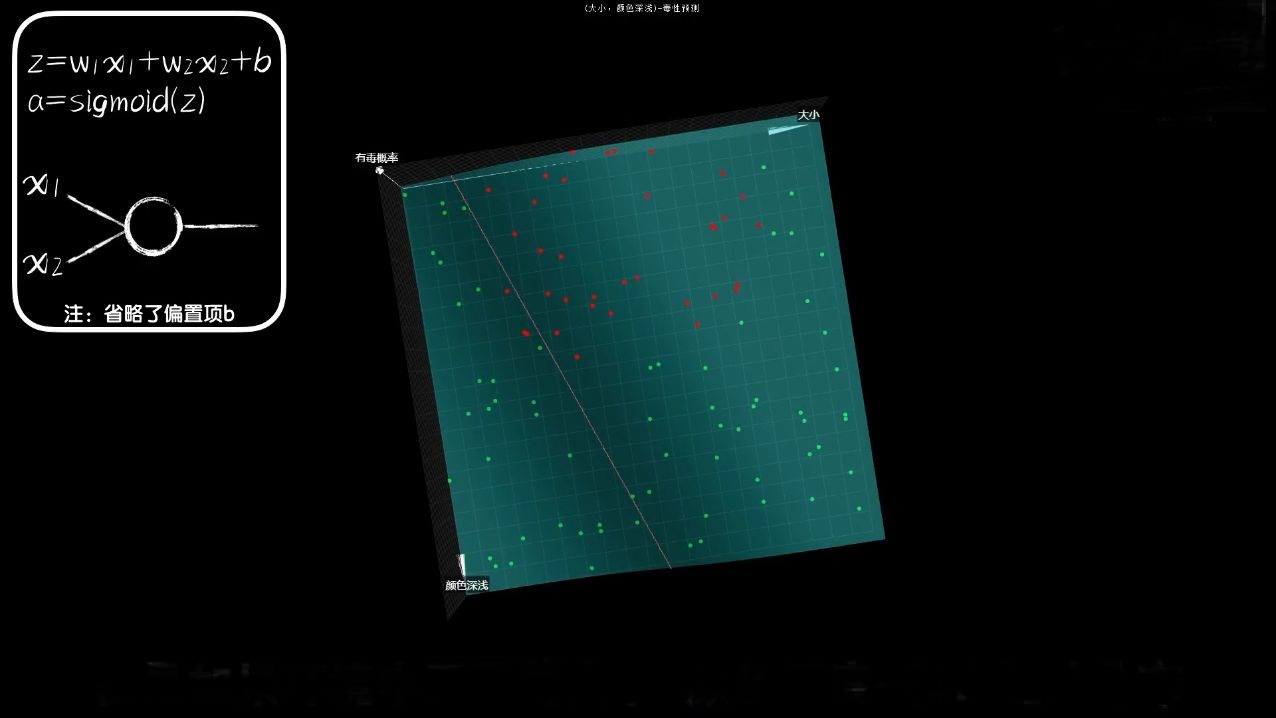 (大小，颜色深浅)-毒性预测
z=w₁x₁+w₂x₂+b
a=sigmoid(z)
x₁
x₂
注：省略了偏置项b
大小
有毒概率
颜色深浅